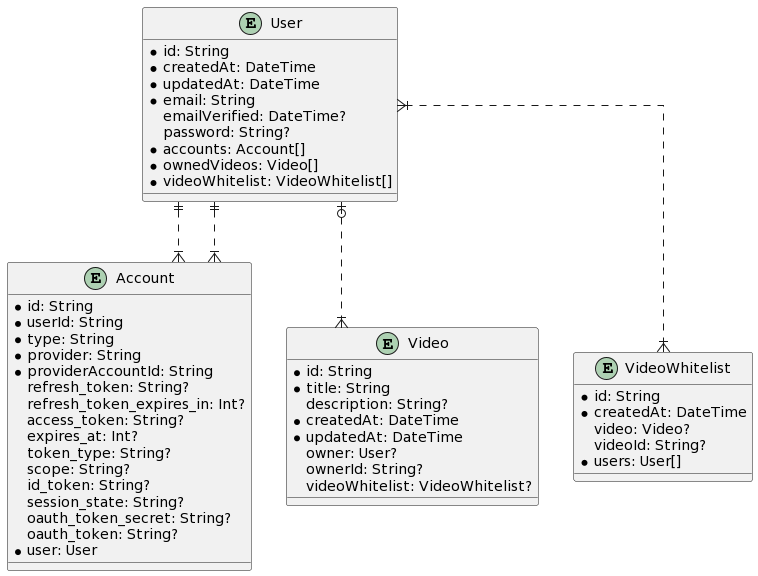 E User
id: String
createdAt: DateTime
updatedAt: DateTime
email: String
emailVerified: DateTime?
password: String?
accounts: Account[]
ownedVideos: Video[]
videoWhitelist: VideoWhitelist[]
E Account
id: String
userId: String
type: String
provider: String
providerAccountId: String
refresh_token: String?
refresh_token_expires_in: Int?
access_token: String?
expires_at: Int?
token_type: String?
scope: String?
id_token: String?
session_state: String?
oauth_token_secret: String?
oauth_token: String?
user: User
E Video
id: String
title: String
description: String?
createdAt: DateTime
updatedAt: DateTime
owner: User?
ownerId: String?
videoWhitelist: VideoWhitelist?
E VideoWhitelist
id: String
createdAt: DateTime
video: Video?
videoId: String?
users: User[]